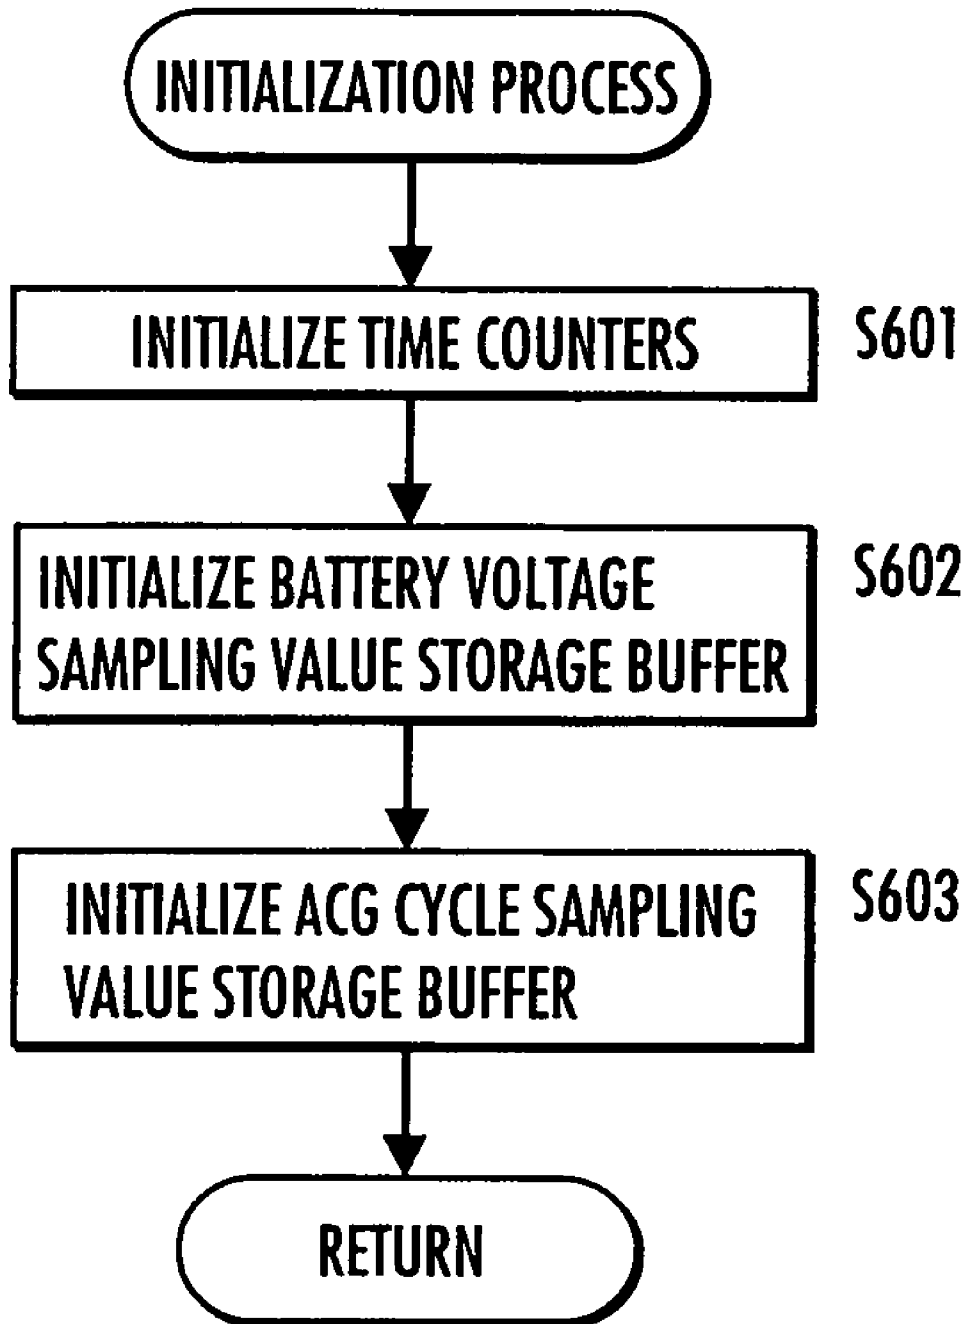 INITIALIZATION PROCESS
INITIALIZE TIME COUNTERS
S601
INITIALIZE BATTERY VOLTAGE
SAMPLING VALUE STORAGE BUFFER
S602
INITIALIZE ACG CYCLE SAMPLING
VALUE STORAGE BUFFER
S603
RETURN